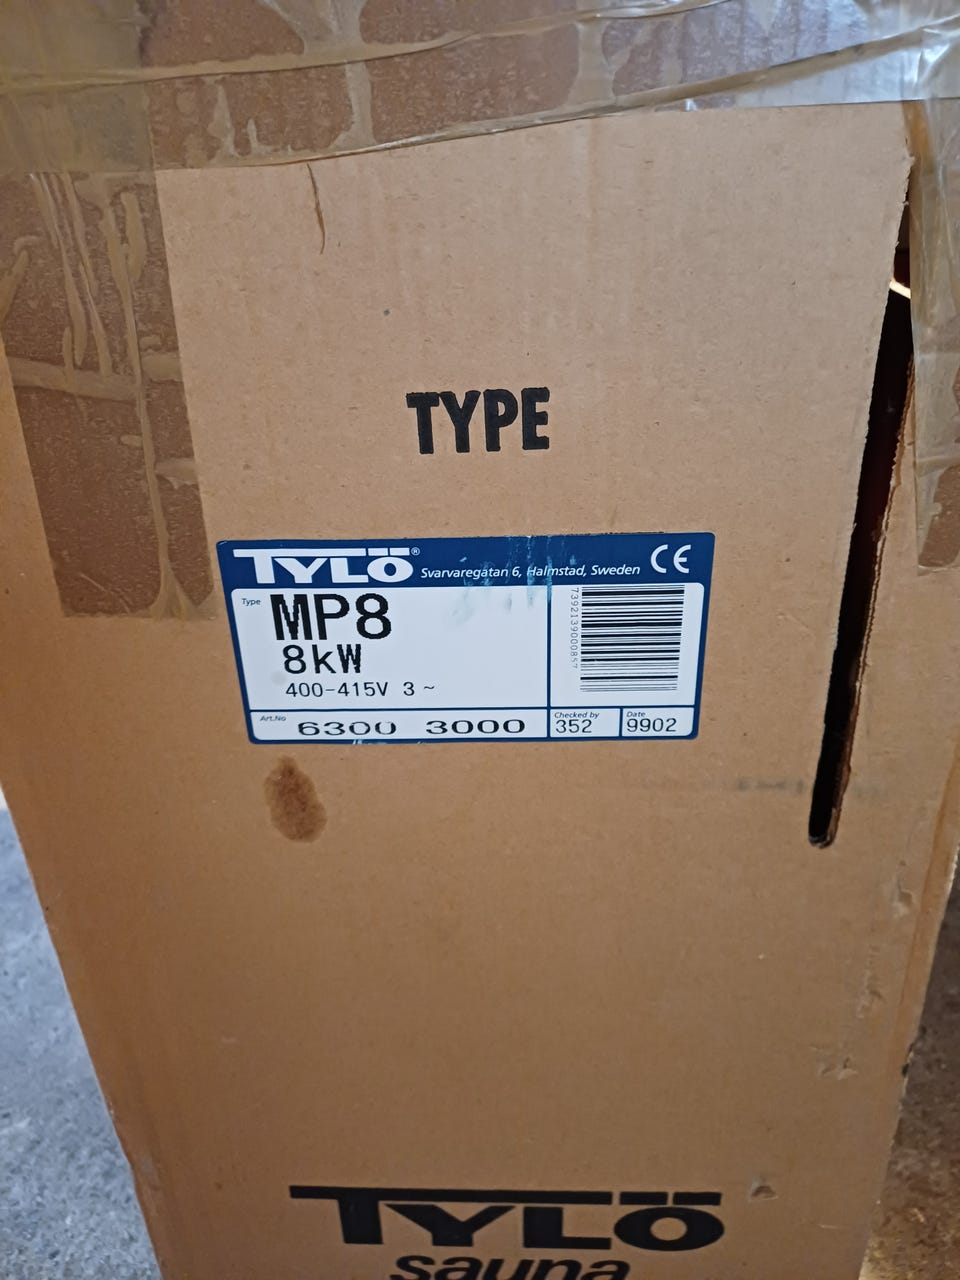 TYPE
TYLÖ® Svarvaregatan 6, Halmstad, Sweden CE
Type MP8
8kW
400-415V 3~
7392139000857
Art.No 6300 3000
Checked by 352
Date 9902
TYLÖ
sauna